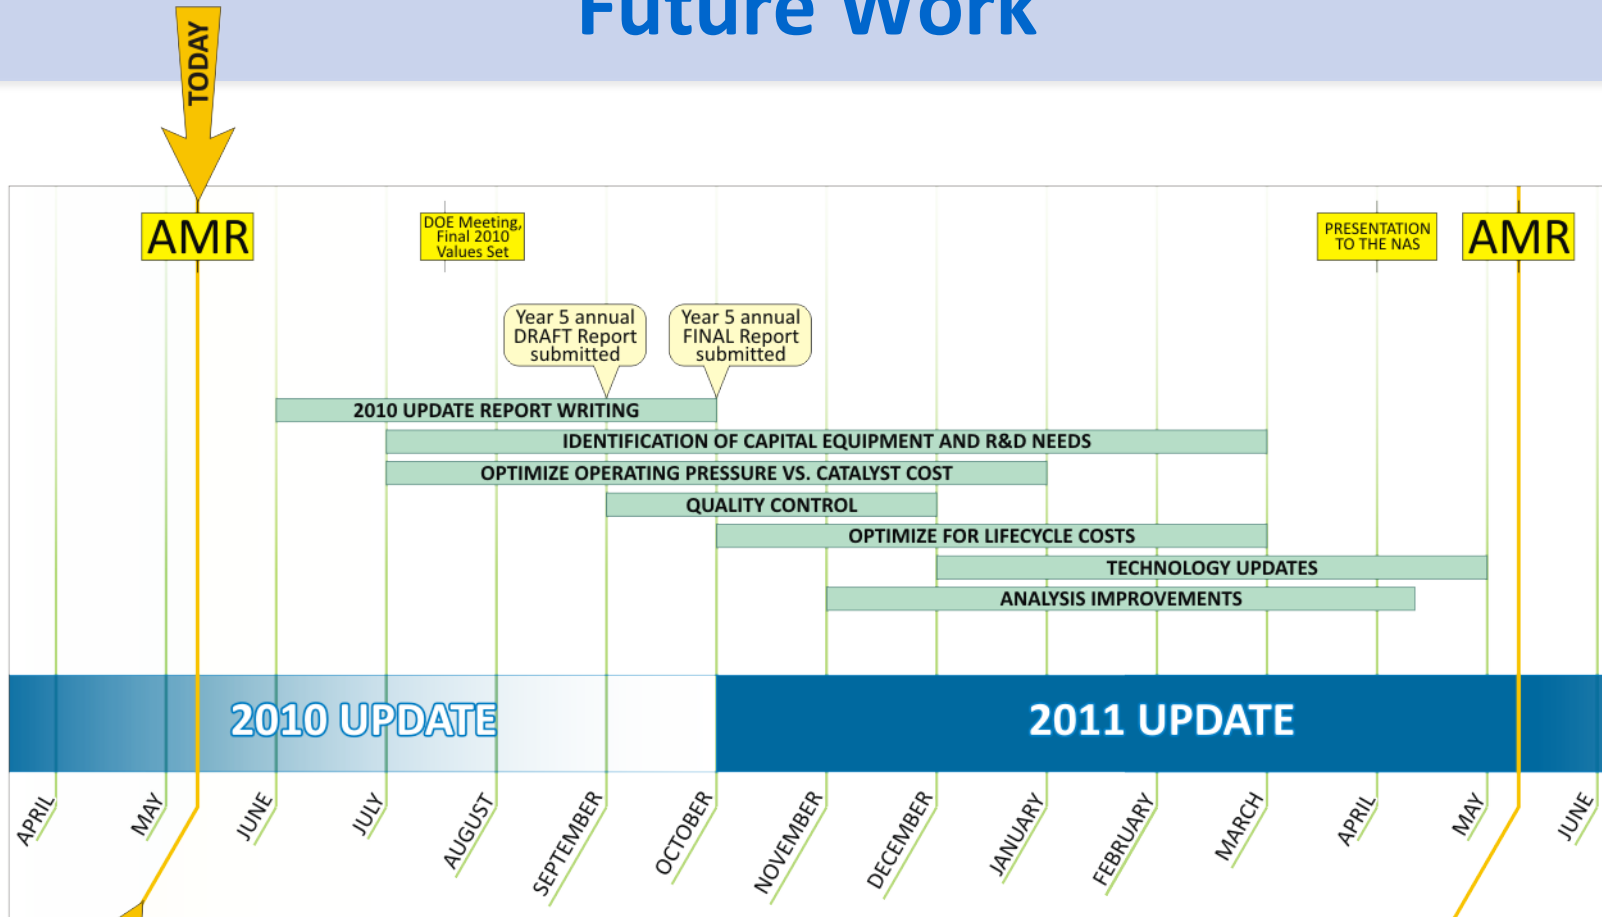 Future Work
TODAY
AMR
DOE Meeting,
Final 2010
Values Set
PRESENTATION
TO THE NAS
AMR
Year 5 annual
DRAFT Report
submitted
Year 5 annual
FINAL Report
submitted
2010 UPDATE REPORT WRITING
IDENTIFICATION OF CAPITAL EQUIPMENT AND R&D NEEDS
OPTIMIZE OPERATING PRESSURE VS. CATALYST COST
QUALITY CONTROL
OPTIMIZE FOR LIFECYCLE COSTS
TECHNOLOGY UPDATES
ANALYSIS IMPROVEMENTS
2010 UPDATE
2011 UPDATE
APRIL
MAY
JUNE
JULY
AUGUST
SEPTEMBER
OCTOBER
NOVEMBER
DECEMBER
JANUARY
FEBRUARY
MARCH
APRIL
MAY
JUNE